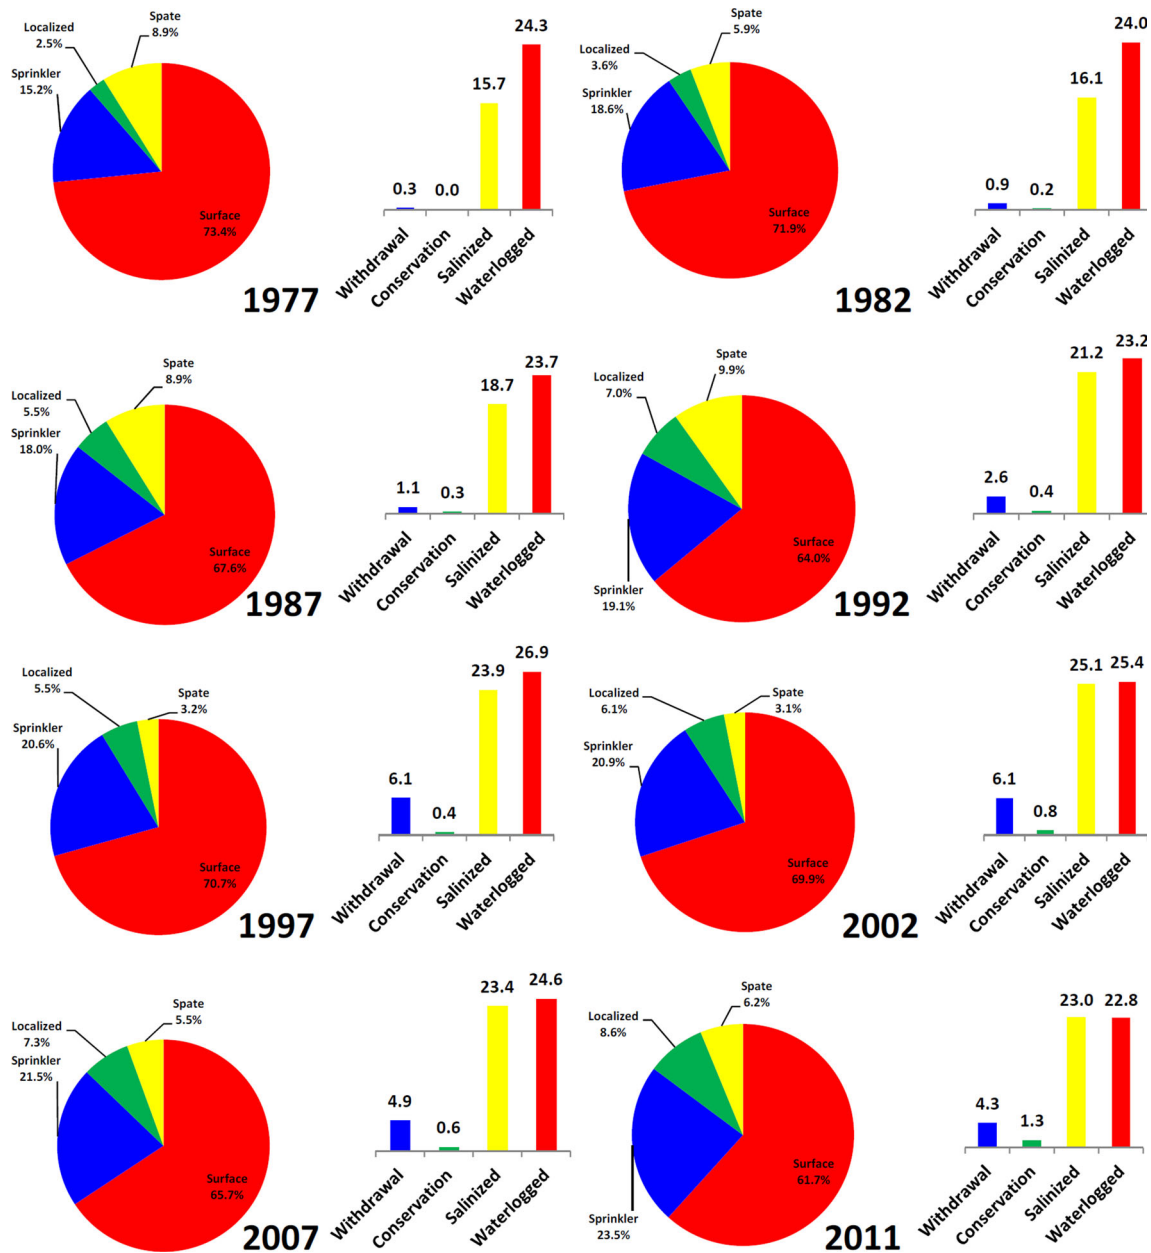 Spate
8.9%
Localized
2.5%
Sprinkler
15.2%
Surface
73.4%
24.3
15.7
0.3
0.0
Withdrawal
Conservation
Salinized
Waterlogged
1977
Spate
5.9%
Localized
3.6%
Sprinkler
18.6%
Surface
71.9%
24.0
16.1
0.9
0.2
Withdrawal
Conservation
Salinized
Waterlogged
1982
Spate
8.9%
Localized
5.5%
Sprinkler
18.0%
Surface
67.6%
23.7
18.7
1.1
0.3
Withdrawal
Conservation
Salinized
Waterlogged
1987
Spate
9.9%
Localized
7.0%
Surface
64.0%
Sprinkler
19.1%
23.2
21.2
2.6
0.4
Withdrawal
Conservation
Salinized
Waterlogged
1992
Localized
5.5%
Spate
3.2%
Sprinkler
20.6%
Surface
70.7%
26.9
23.9
6.1
0.4
Withdrawal
Conservation
Salinized
Waterlogged
1997
Spate
3.1%
Localized
6.1%
Sprinkler
20.9%
Surface
69.9%
25.1
25.4
6.1
0.8
Withdrawal
Conservation
Salinized
Waterlogged
2002
Spate
5.5%
Localized
7.3%
Sprinkler
21.5%
Surface
65.7%
24.6
23.4
4.9
0.6
Withdrawal
Conservation
Salinized
Waterlogged
2007
Spate
6.2%
Localized
8.6%
Surface
61.7%
Sprinkler
23.5%
23.0
22.8
4.3
1.3
Withdrawal
Conservation
Salinized
Waterlogged
2011